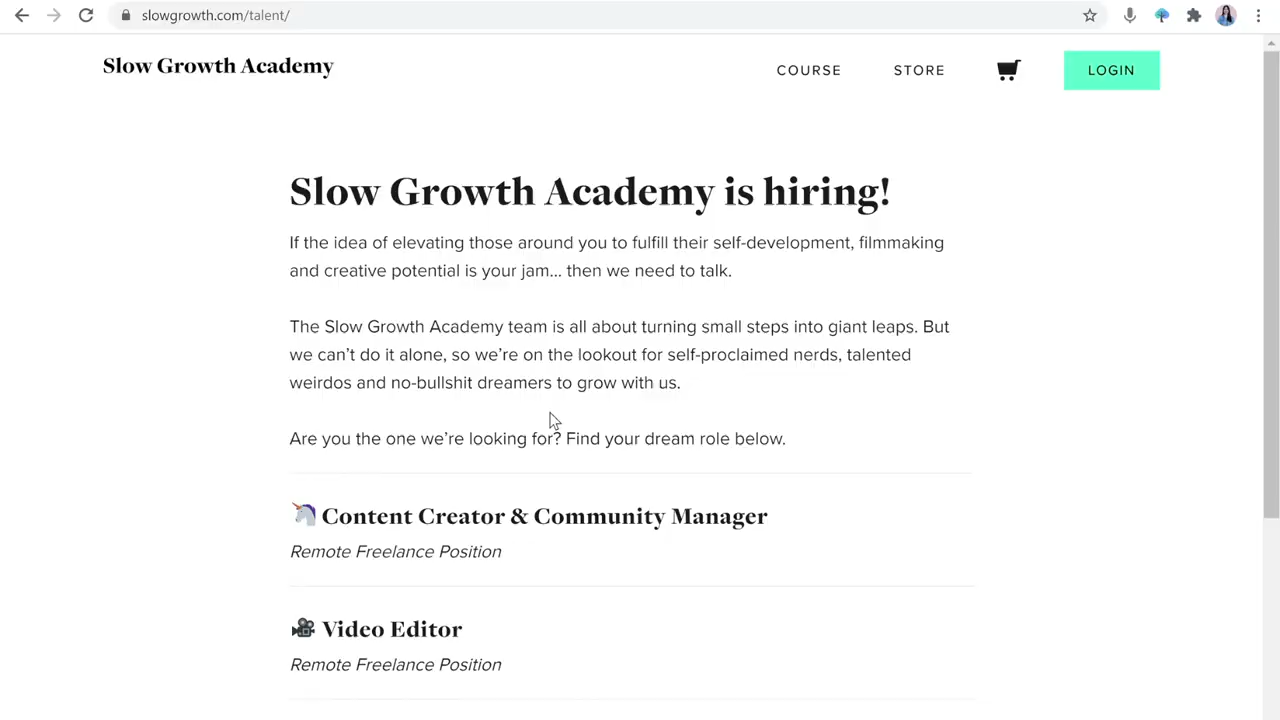 slowgrowth.com/talent/
Slow Growth Academy
COURSE
STORE
LOGIN
Slow Growth Academy is hiring!
If the idea of elevating those around you to fulfill their self-development, filmmaking
and creative potential is your jam... then we need to talk.
The Slow Growth Academy team is all about turning small steps into giant leaps. But
we can’t do it alone, so we’re on the lookout for self-proclaimed nerds, talented
weirdos and no-bullshit dreamers to grow with us.
Are you the one we’re looking for? Find your dream role below.
🦄 Content Creator & Community Manager
Remote Freelance Position
🎥 Video Editor
Remote Freelance Position